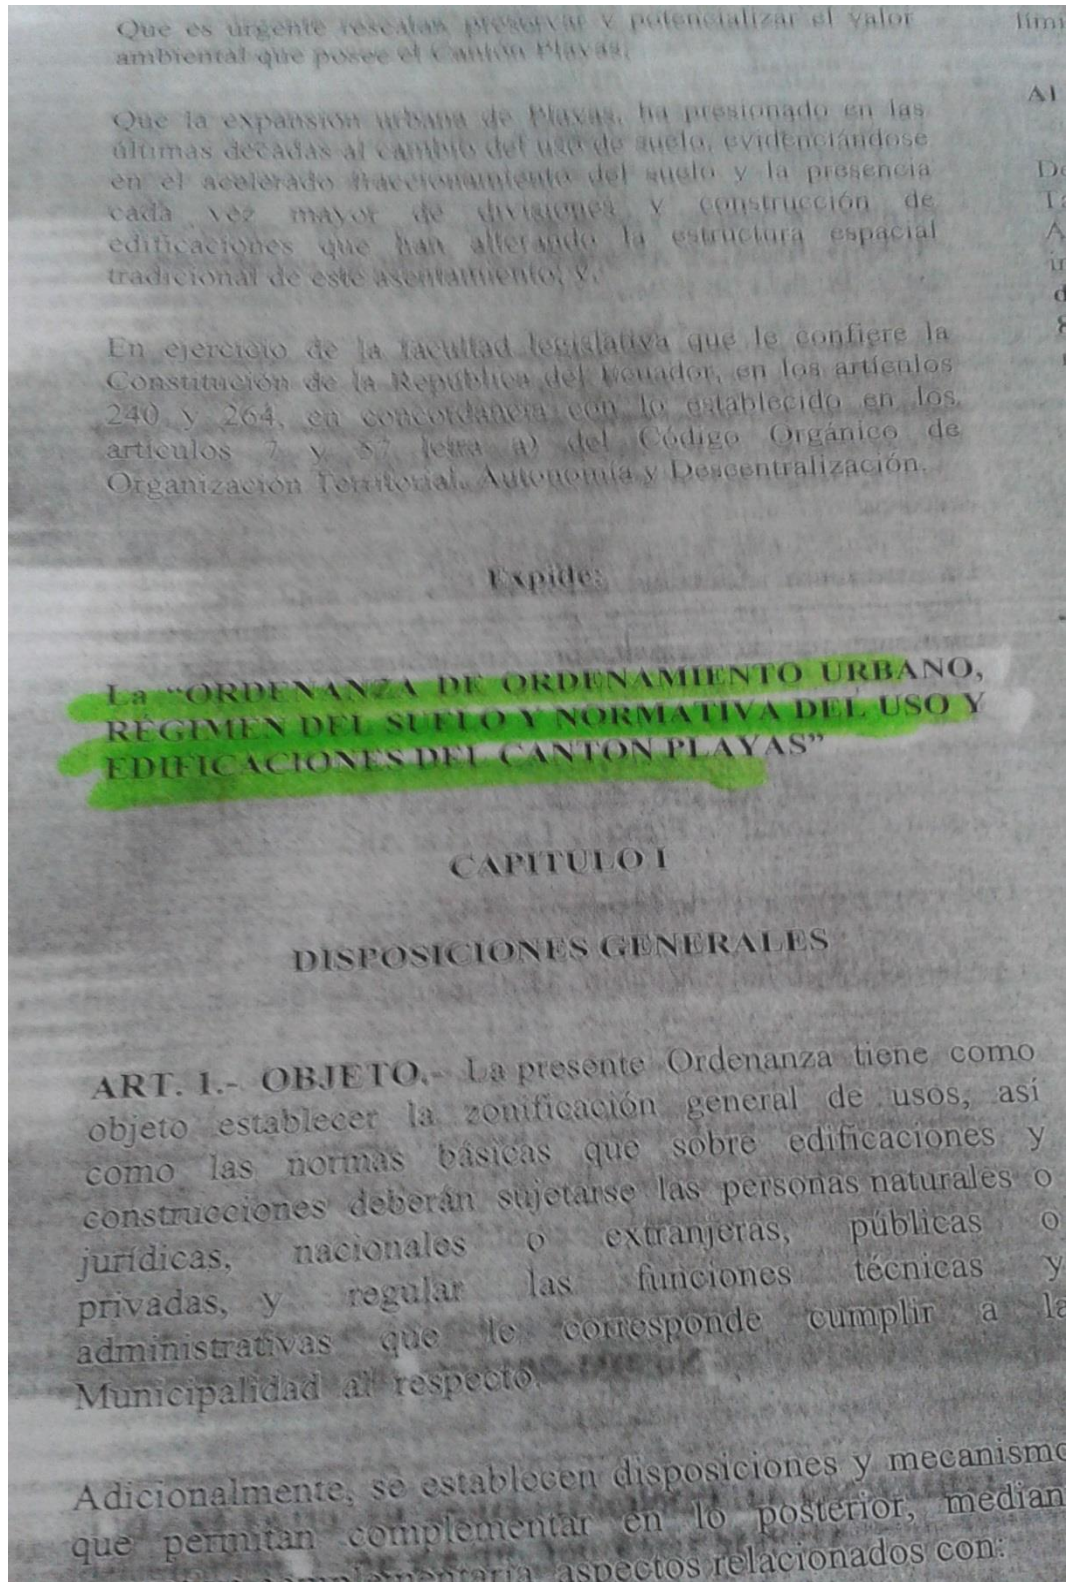 Que es urgente rescatar, preservar y potencializar el valor
ambiental que posee el Cantón Playas;
Que la expansión urbana de Playas, ha presionado en las
últimas décadas al cambio del uso de suelo, evidenciándose
en el acelerado fraccionamiento del suelo y la presencia
cada vez mayor de divisiones y construcción de
edificaciones que han alterando la estructura espacial
tradicional de este asentamiento; y,
En ejercicio de la facultad legislativa que le confiere la
Constitución de la República del Ecuador, en los artículos
240 y 264, en concordancia con lo establecido en los
artículos 7 y 57 letra a) del Código Orgánico de
Organización Territorial, Autonomía y Descentralización.
Expide:
La “ORDENANZA DE ORDENAMIENTO URBANO,
RÉGIMEN DEL SUELO Y NORMATIVA DEL USO Y
EDIFICACIONES DEL CANTON PLAYAS”
CAPITULO I
DISPOSICIONES GENERALES
ART. 1.- OBJETO.- La presente Ordenanza tiene como
objeto establecer la zonificación general de usos, así
como las normas básicas que sobre edificaciones y
construcciones deberán sujetarse las personas naturales o
jurídicas, nacionales o extranjeras, públicas o
privadas, y regular las funciones técnicas y
administrativas que le corresponde cumplir a la
Municipalidad al respecto.
Adicionalmente, se establecen disposiciones y mecanismo
que permitan complementar en lo posterior, median
complementaria, aspectos relacionados con:
límí
Al